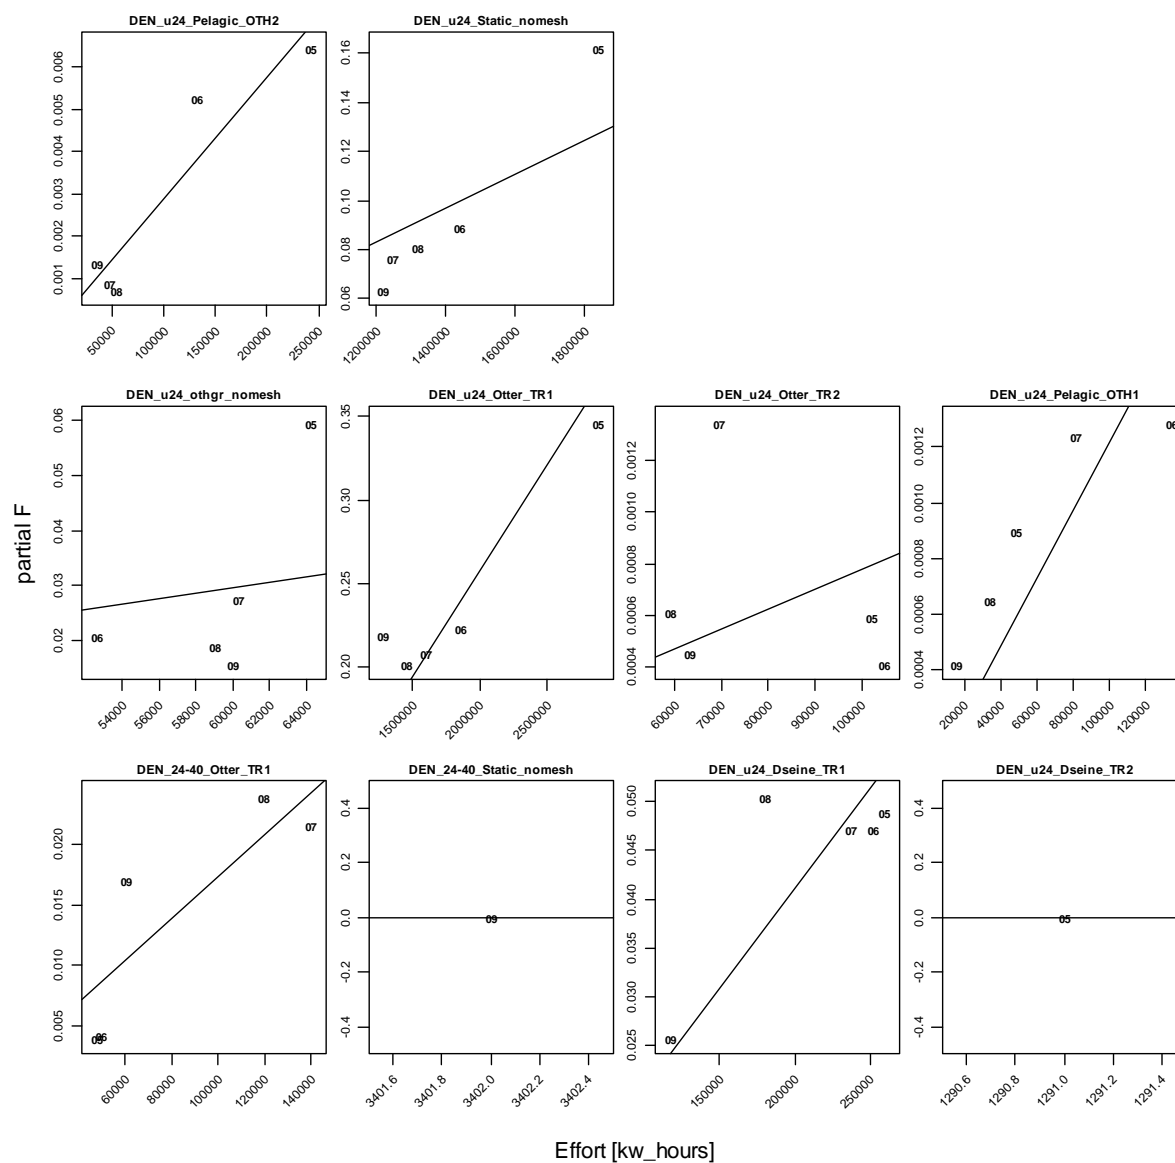 DEN_u24_Pelagic_OTH2 DEN_u24_Static_nomesh
0.001 0.002 0.003 0.004 0.005 0.006
05
06
09
07
08
50000 100000 150000 200000 250000
0.06 0.08 0.10 0.12 0.14 0.16
05
06
08
07
09
1200000 1400000 1600000 1800000
DEN_u24_othgr_nomesh DEN_u24_Otter_TR1 DEN_u24_Otter_TR2 DEN_u24_Pelagic_OTH1
partial F
0.02 0.03 0.04 0.05 0.06
05
07
06
08
09
54000 56000 58000 60000 62000 64000
0.20 0.25 0.30 0.35
05
09
06
07
08
1500000 2000000 2500000
0.0004 0.0006 0.0008 0.0010 0.0012
07
08
05
09
06
60000 70000 80000 90000 100000
0.0004 0.0006 0.0008 0.0010 0.0012
06
07
05
08
09
20000 40000 60000 80000 100000 120000
DEN_24-40_Otter_TR1 DEN_24-40_Static_nomesh DEN_u24_Dseine_TR1 DEN_u24_Dseine_TR2
0.005 0.010 0.015 0.020
08
07
09
05
06
60000 80000 100000 120000 140000
-0.4 -0.2 0.0 0.2 0.4
09
3401.6 3401.8 3402.0 3402.2 3402.4
0.025 0.030 0.035 0.040 0.045 0.050
08
05
07
06
09
150000 200000 250000
-0.4 -0.2 0.0 0.2 0.4
05
1290.6 1290.8 1291.0 1291.2 1291.4
Effort [kw_hours]